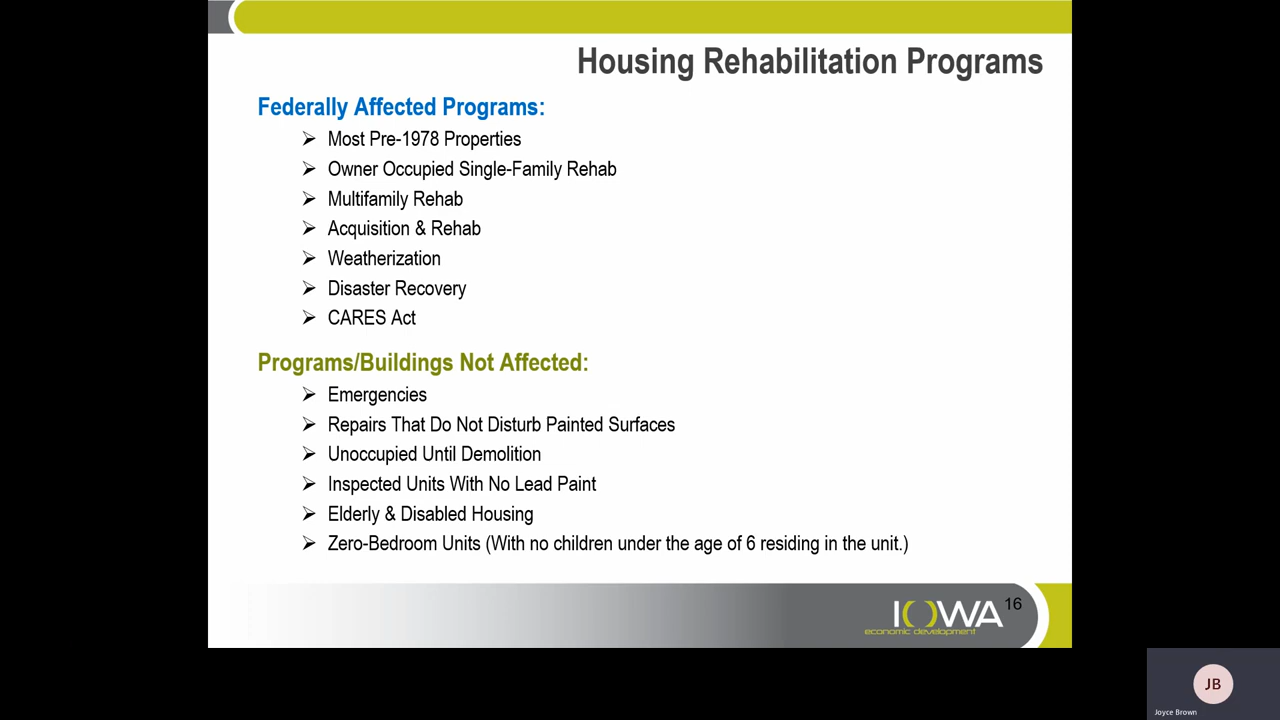 Housing Rehabilitation Programs
Federally Affected Programs:
Most Pre-1978 Properties
Owner Occupied Single-Family Rehab
Multifamily Rehab
Acquisition & Rehab
Weatherization
Disaster Recovery
CARES Act
Programs/Buildings Not Affected:
Emergencies
Repairs That Do Not Disturb Painted Surfaces
Unoccupied Until Demolition
Inspected Units With No Lead Paint
Elderly & Disabled Housing
Zero-Bedroom Units (With no children under the age of 6 residing in the unit.)
IOWA
economic development
16
JB
Joyce Brown